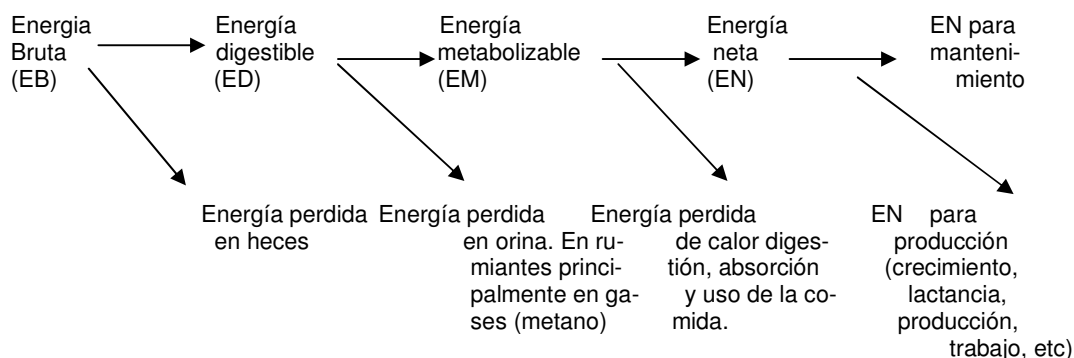 Energia
Bruta
(EB)
Energía
digestible
(ED)
Energía
metabolizable
(EM)
Energía
neta
(EN)
EN para
manteni-
miento
Energía perdida
en heces
Energía perdida
en orina. En ru-
miantes princi-
palmente en ga-
ses (metano)
Energía perdida
de calor diges-
tión, absorción
y uso de la co-
mida.
EN para
producción
(crecimiento,
lactancia,
producción,
trabajo, etc)